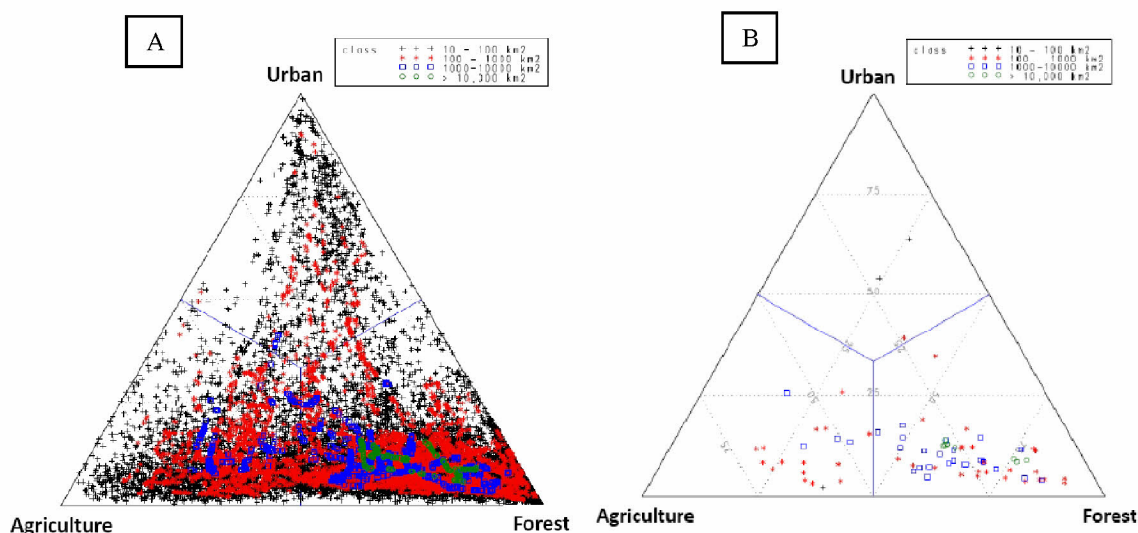 A
class 10 - 100 km2
100 - 1000 km2
1000-10000 km2
> 10,000 km2
Urban
Agriculture
Forest
B
class 10 - 100 km2
100 - 1000 km2
1000-10000 km2
> 10,000 km2
Urban
75
50
25
Agriculture
Forest